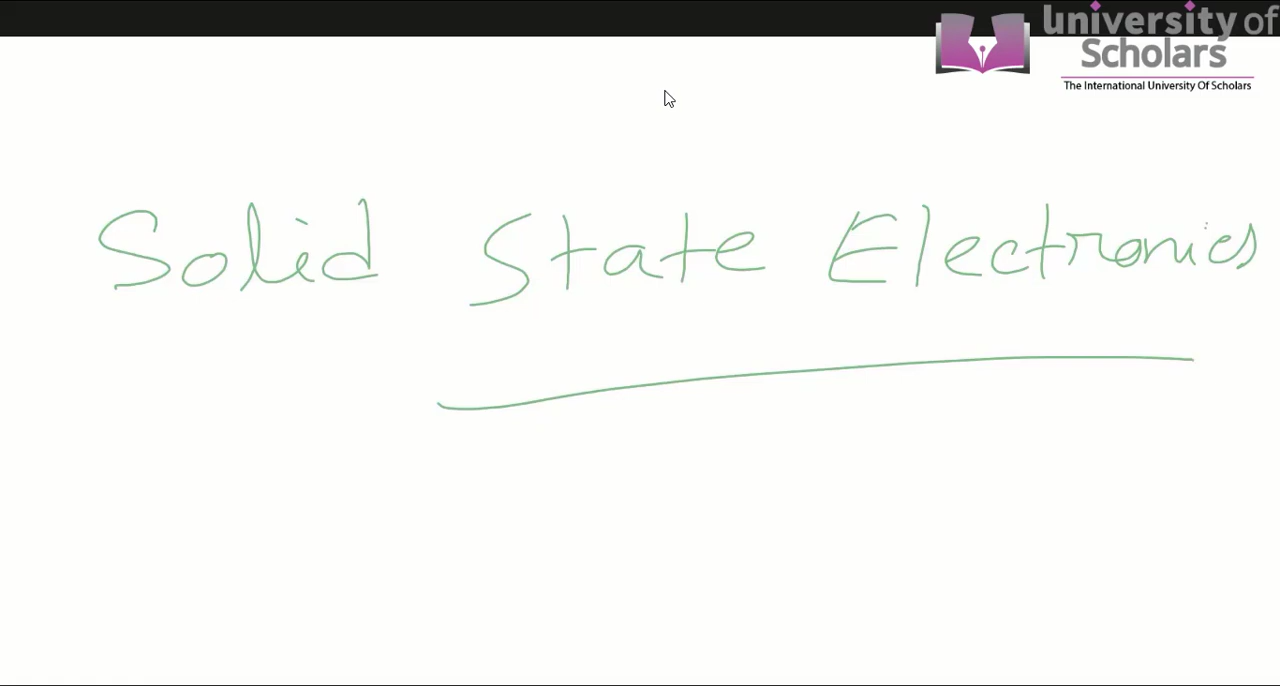 university of
Scholars
The International University Of Scholars
Solid State Electronics